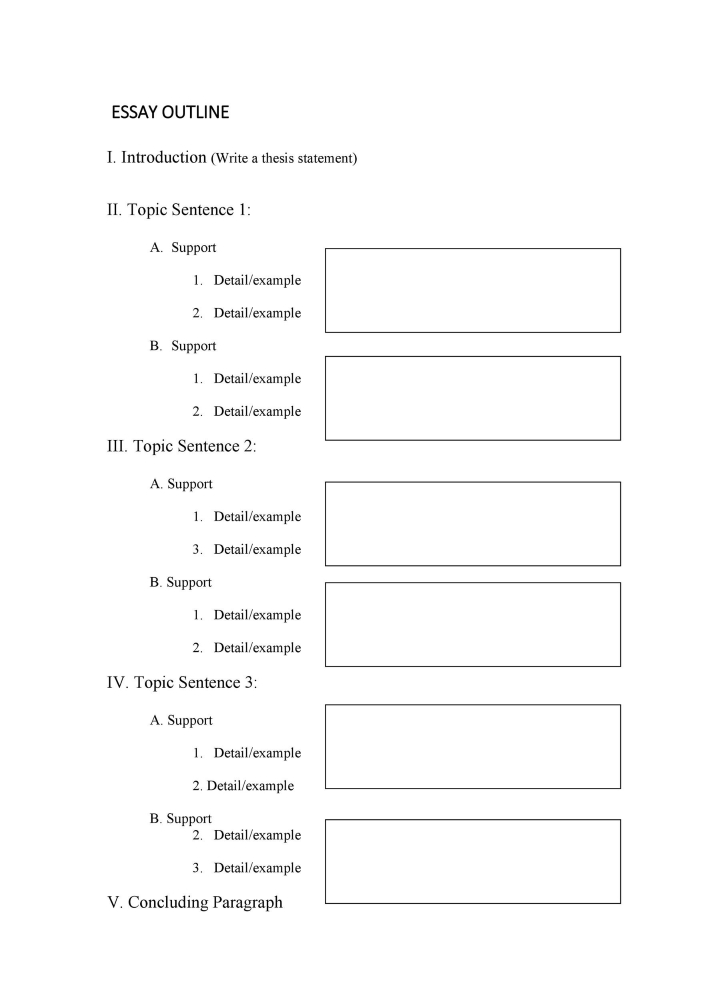 ESSAY OUTLINE
I. Introduction (Write a thesis statement)
II. Topic Sentence 1:
A. Support
1. Detail/example
2. Detail/example
B. Support
1. Detail/example
2. Detail/example
III. Topic Sentence 2:
A. Support
1. Detail/example
3. Detail/example
B. Support
1. Detail/example
2. Detail/example
IV. Topic Sentence 3:
A. Support
1. Detail/example
2. Detail/example
B. Support
2. Detail/example
3. Detail/example
V. Concluding Paragraph